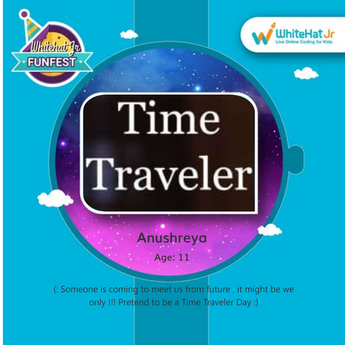 Whitehat Jr
FUNFEST
WhiteHat Jr
Live Online Coding for Kids
Time
Traveler
Anushreya
Age: 11
(: Someone is coming to meet us from future , it might be we
only !!! Pretend to be a Time Traveler Day :)